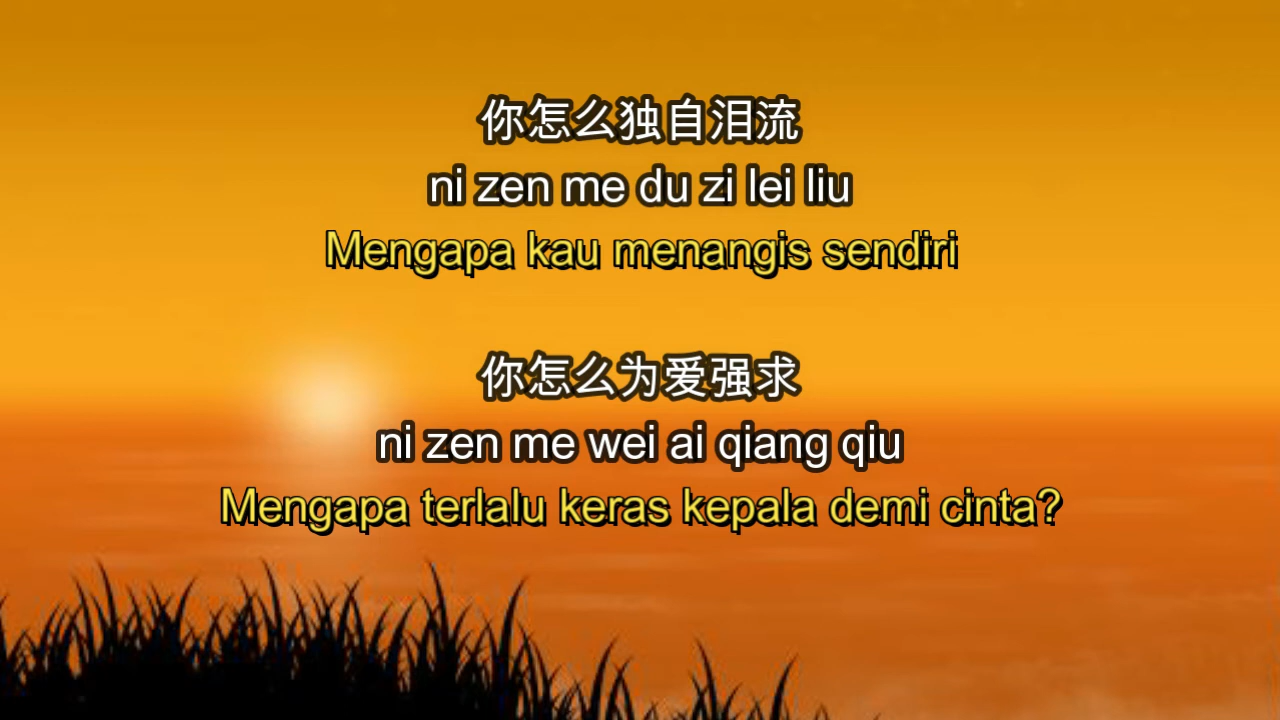 你怎么独自泪流
ni zen me du zi lei liu
Mengapa kau menangis sendiri
你怎么为爱强求
ni zen me wei ai qiang qiu
Mengapa terlalu keras kepala demi cinta?